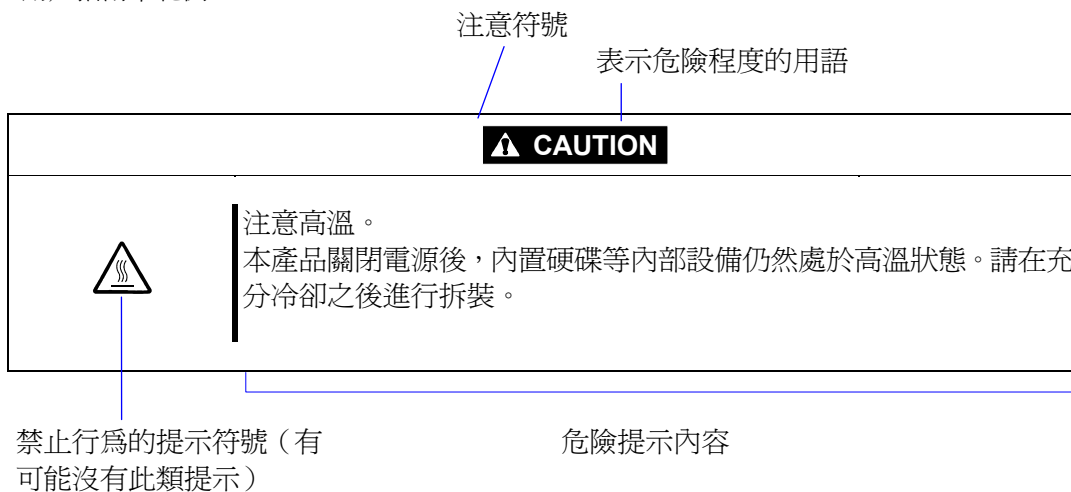 注意符號
表示危險程度的用語
CAUTION
注意高溫。
本產品關閉電源後，內置硬碟等內部設備仍然處於高溫狀態。請在充
分冷卻之後進行拆裝。
禁止行爲的提示符號（有
可能沒有此類提示）
危險提示內容